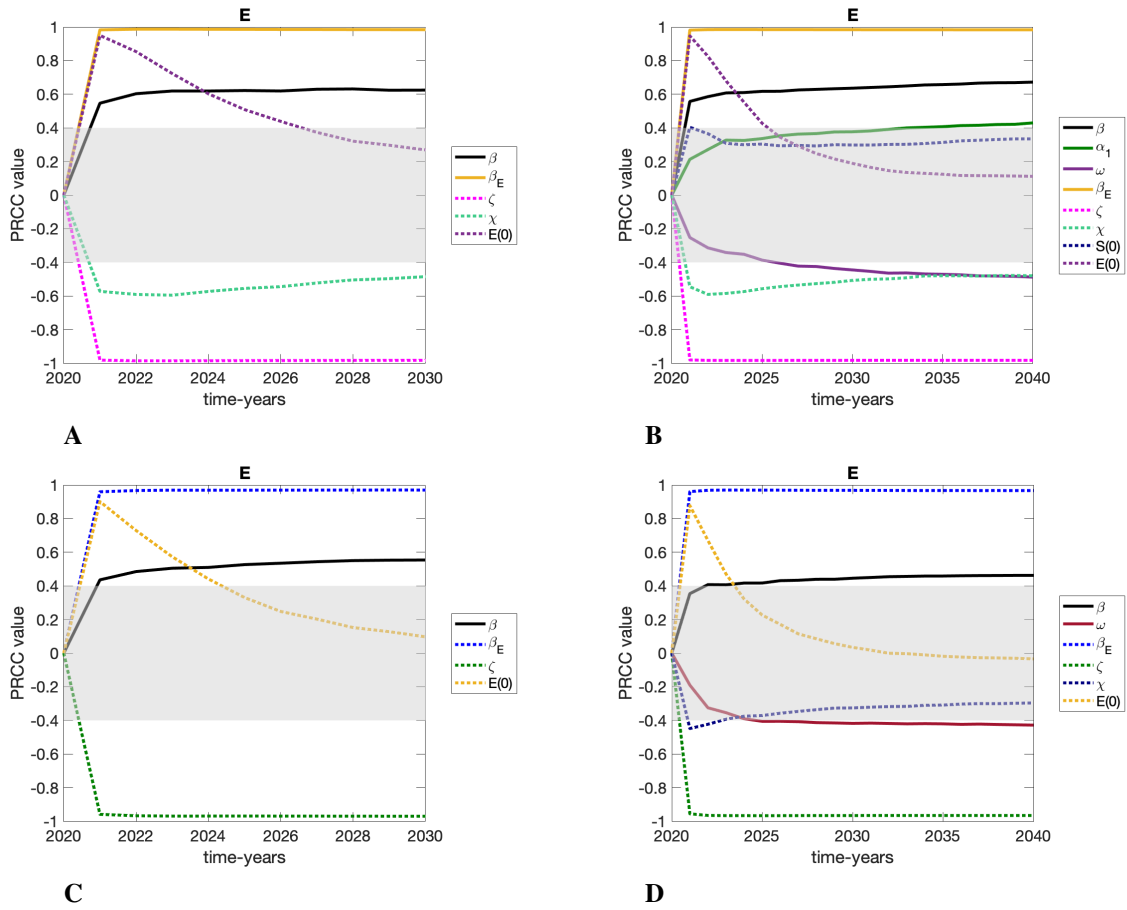 E
1
0.8
0.6
0.4
0.2
0
-0.2
-0.4
-0.6
-0.8
-1
PRCC value
2020 2022 2024 2026 2028 2030
time-years
β
β_E
ζ
χ
E(0)
A
E
1
0.8
0.6
0.4
0.2
0
-0.2
-0.4
-0.6
-0.8
-1
PRCC value
2020 2025 2030 2035 2040
time-years
β
α_1
ω
β_E
ζ
χ
S(0)
E(0)
B
E
1
0.8
0.6
0.4
0.2
0
-0.2
-0.4
-0.6
-0.8
-1
PRCC value
2020 2022 2024 2026 2028 2030
time-years
β
β_E
ζ
E(0)
C
E
1
0.8
0.6
0.4
0.2
0
-0.2
-0.4
-0.6
-0.8
-1
PRCC value
2020 2025 2030 2035 2040
time-years
β
ω
β_E
ζ
χ
E(0)
D